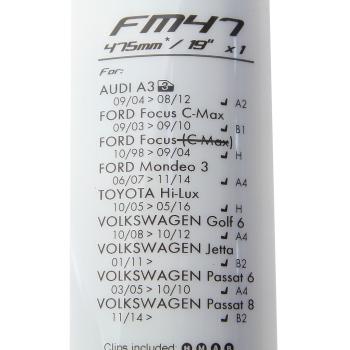 FM47
475mm*/19" x1
For:
AUDI A3
09/04 > 08/12 A2
FORD Focus C-Max
09/03 > 09/10 B1
FORD Focus (C-Max)
10/98 > 09/04 H
FORD Mondeo 3
06/07 > 11/14 A4
TOYOTA Hi-Lux
10/05 > 05/16 H
VOLKSWAGEN Golf 6
10/08 > 10/12 A4
VOLKSWAGEN Jetta
01/11 > B2
VOLKSWAGEN Passat 6
03/05 > 10/10 A4
VOLKSWAGEN Passat 8
11/14 > B2
Clips included: H M A B